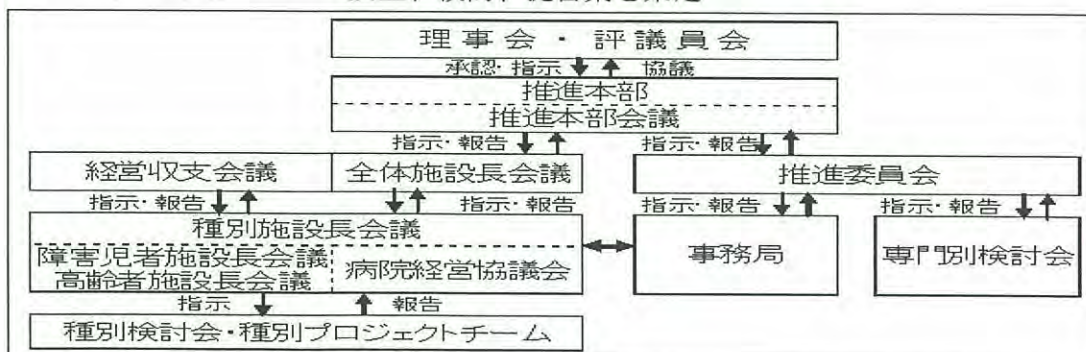 理事会・評議員会
承認・指示 協議
推進本部
推進本部会議
指示・報告 指示・報告
経営収支会議 全体施設長会議 推進委員会
指示・報告 指示・報告 指示・報告 指示・報告
種別施設長会議
障害児者施設長会議
高齢者施設長会議
病院経営協議会
事務局 専門別検討会
指示 報告
種別検討会・種別プロジェクトチーム